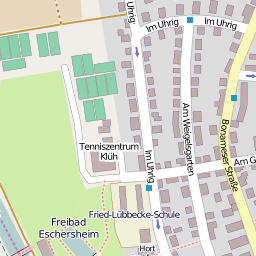 Uhrig
Im Uhrig
Im Uhrig
Am Weigelsgarten
Bonameser Straße
Tenniszentrum
Klüh
Im Uhrig
Am G
Fried-Lübbecke-Schule
Freibad
Eschersheim
Hort